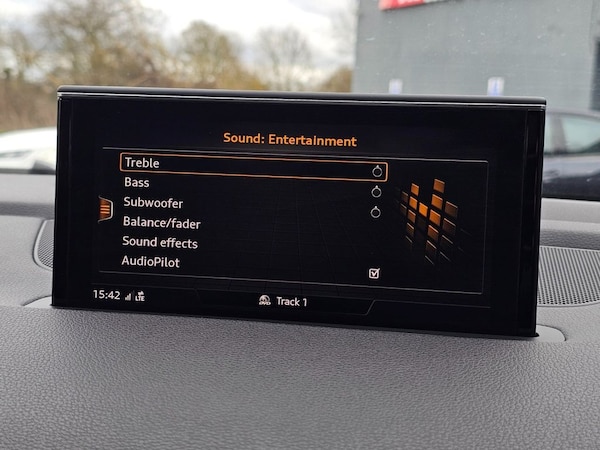 Sound: Entertainment
Treble
Bass
Subwoofer
Balance/fader
Sound effects
AudioPilot
15:42 LTE Track 1